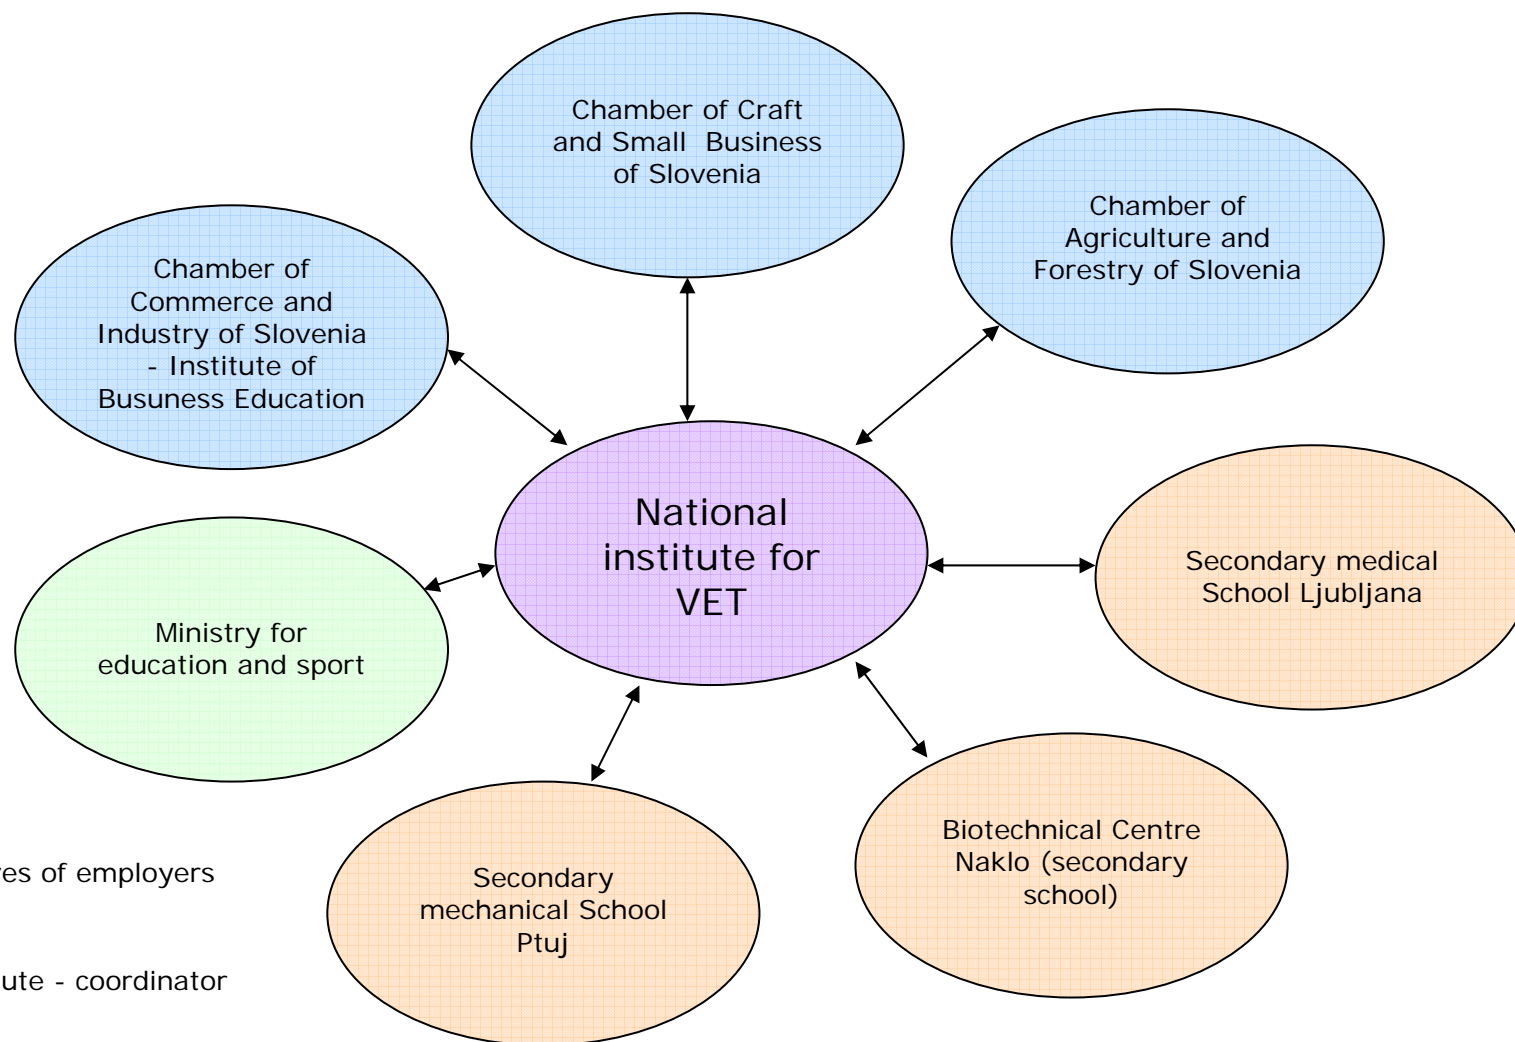 Chamber of Craft
and Small Business
of Slovenia
Chamber of
Agriculture and
Forestry of Slovenia
Chamber of
Commerce and
Industry of Slovenia
- Institute of
Busuness Education
National
institute for
VET
Secondary medical
School Ljubljana
Ministry for
education and sport
Biotechnical Centre
Naklo (secondary
school)
Secondary
mechanical School
Ptuj
es of employers
ute - coordinator